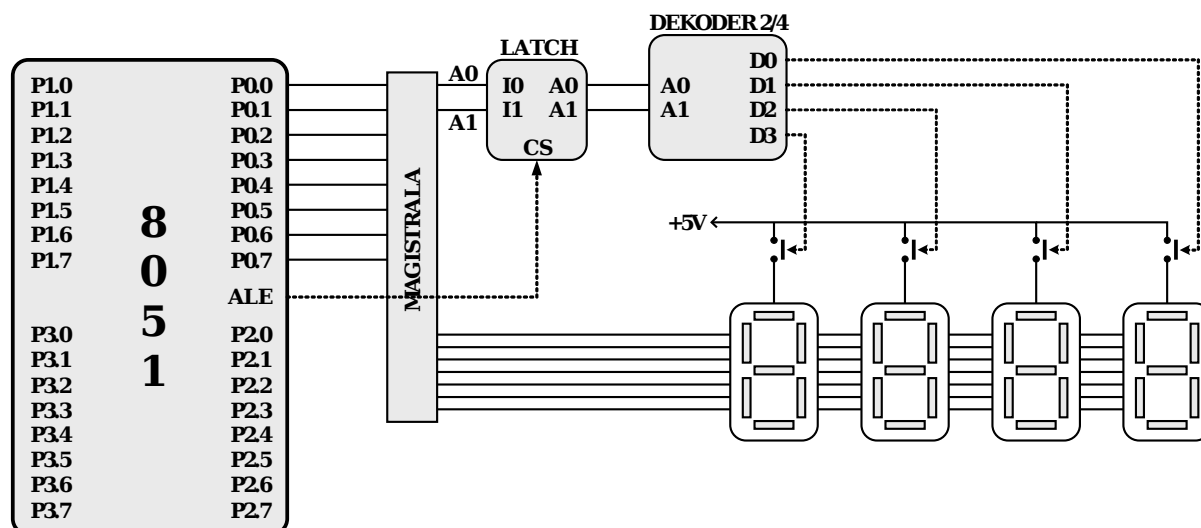 DEKODER 2/4
LATCH
P1.0 P0.0
P1.1 P0.1
P1.2 P0.2
P1.3 P0.3
P1.4 P0.4
P1.5 P0.5
P1.6 P0.6
P1.7 P0.7
ALE
P3.0 P2.0
P3.1 P2.1
P3.2 P2.2
P3.3 P2.3
P3.4 P2.4
P3.5 P2.5
P3.6 P2.6
P3.7 P2.7
8051
MAGISTRALA
A0
A1
I0 A0
I1 A1
CS
A0
A1
D0
D1
D2
D3
+5V